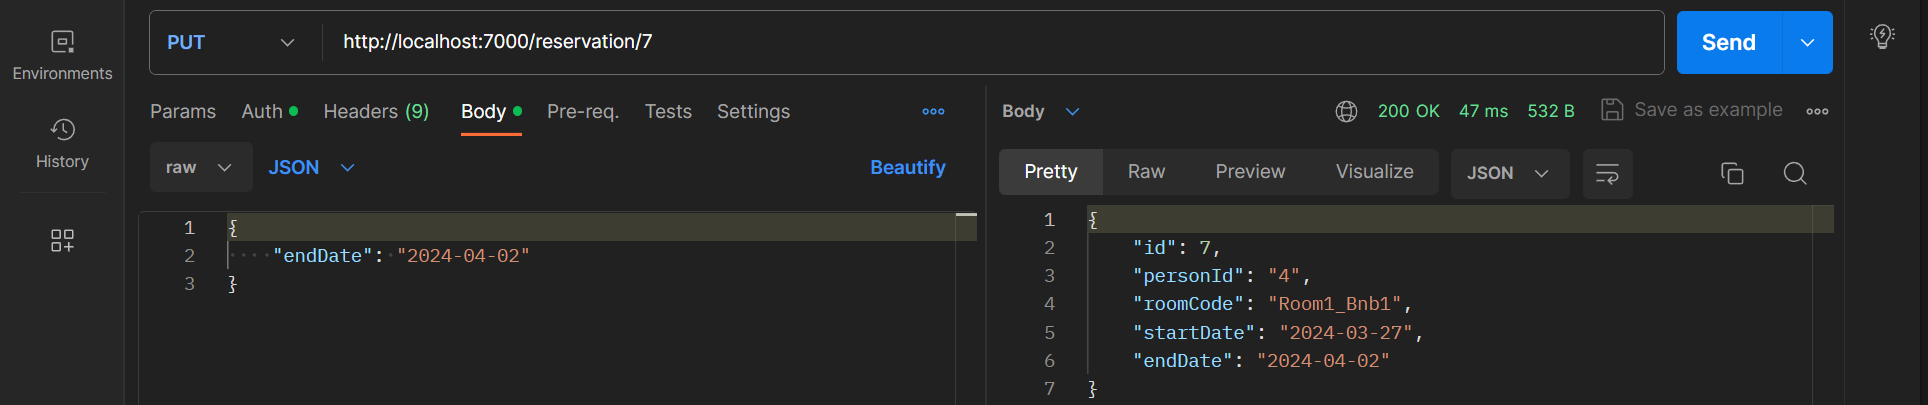 Environments
History
PUT http://localhost:7000/reservation/7 Send
Params Auth Headers (9) Body Pre-req. Tests Settings
raw JSON Beautify
1 {
2 "endDate": "2024-04-02"
3 }
Body 200 OK 47 ms 532 B Save as example
Pretty Raw Preview Visualize JSON
1 {
2 "id": 7,
3 "personId": "4",
4 "roomCode": "Room1_Bnb1",
5 "startDate": "2024-03-27",
6 "endDate": "2024-04-02"
7 }